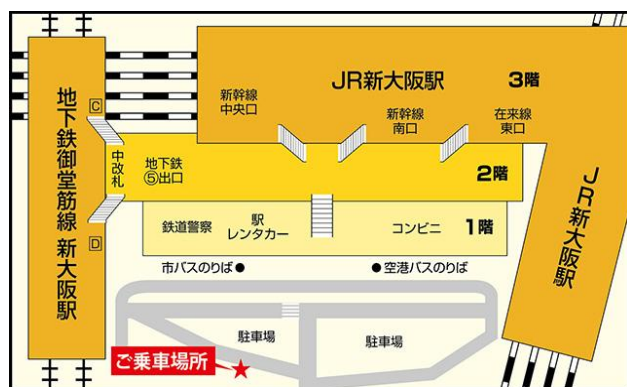 JR新大阪駅
3階
新幹線
中央口
新幹線
南口
在来線
東口
地下鉄御堂筋線 新大阪駅
C
D
中改札
地下鉄
⑤出口
2階
鉄道警察
駅
レンタカー
コンビニ
1階
JR新大阪駅
市バスのりば●
●空港バスのりば
駐車場
駐車場
ご乗車場所